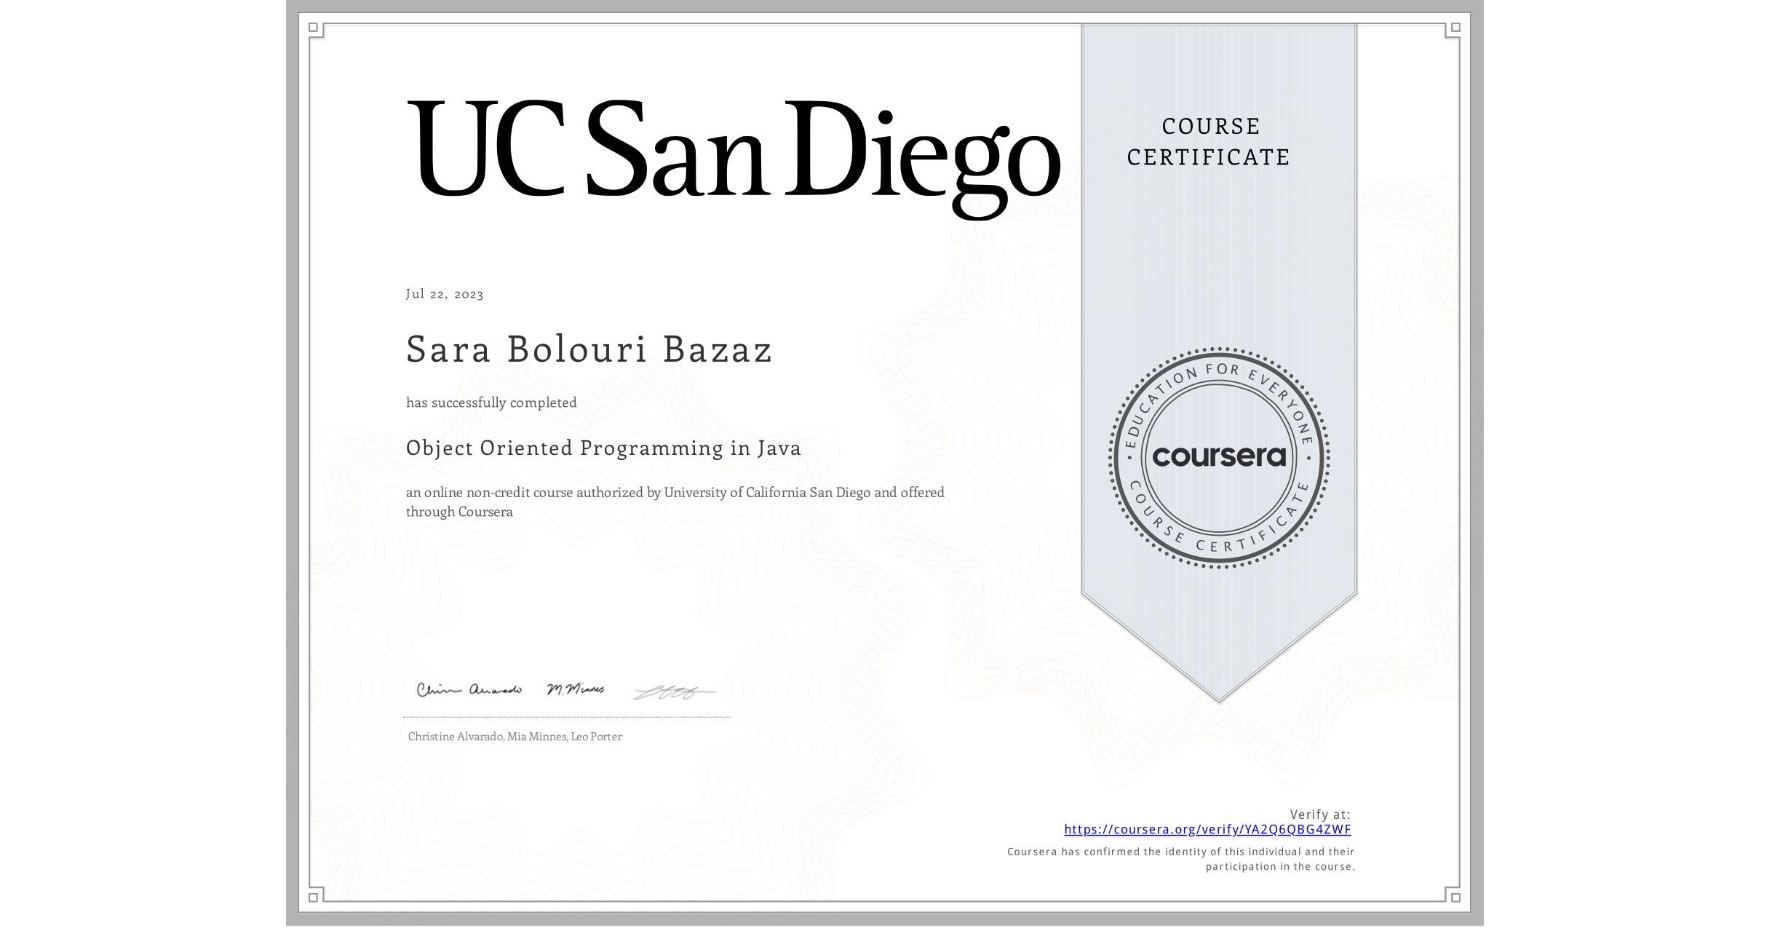 UC San Diego
COURSE
CERTIFICATE
Jul 22, 2023
Sara Bolouri Bazaz
has successfully completed
Object Oriented Programming in Java
an online non-credit course authorized by University of California San Diego and offered
through Coursera
EDUCATION FOR EVERYONE
coursera
COURSE CERTIFICATE
Christine Alvarado, Mia Minnes, Leo Porter
Verify at:
https://coursera.org/verify/YA2Q6QBG4ZWF
Coursera has confirmed the identity of this individual and their
participation in the course.